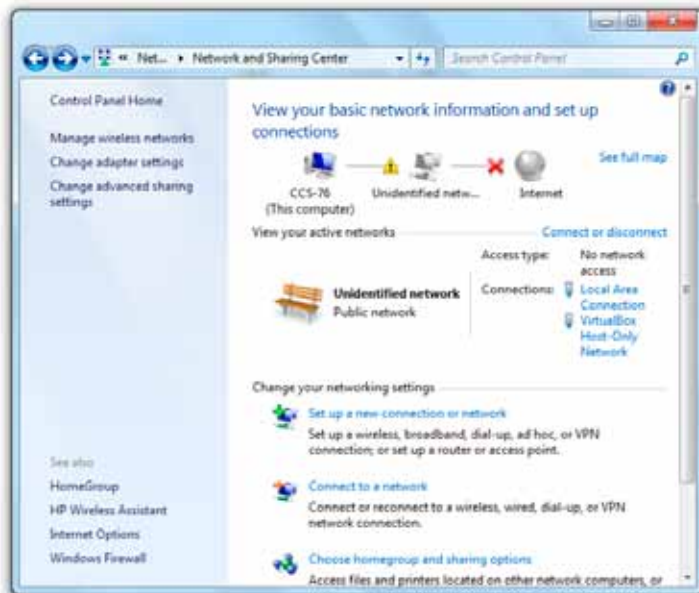 « Net... ▸ Network and Sharing Center
Search Control Panel
Control Panel Home
Manage wireless networks
Change adapter settings
Change advanced sharing
settings
View your basic network information and set up
connections
See full map
CCS-76
(This computer)
Unidentified netw...
Internet
View your active networks
Connect or disconnect
Unidentified network
Public network
Access type: No network
access
Connections: Local Area
Connection
VirtualBox
Host-Only
Network
Change your networking settings
Set up a new connection or network
Set up a wireless, broadband, dial-up, ad hoc, or VPN
connection; or set up a router or access point.
Connect to a network
Connect or reconnect to a wireless, wired, dial-up, or VPN
network connection.
Choose homegroup and sharing options
Access files and printers located on other network computers, or
See also
HomeGroup
HP Wireless Assistant
Internet Options
Windows Firewall